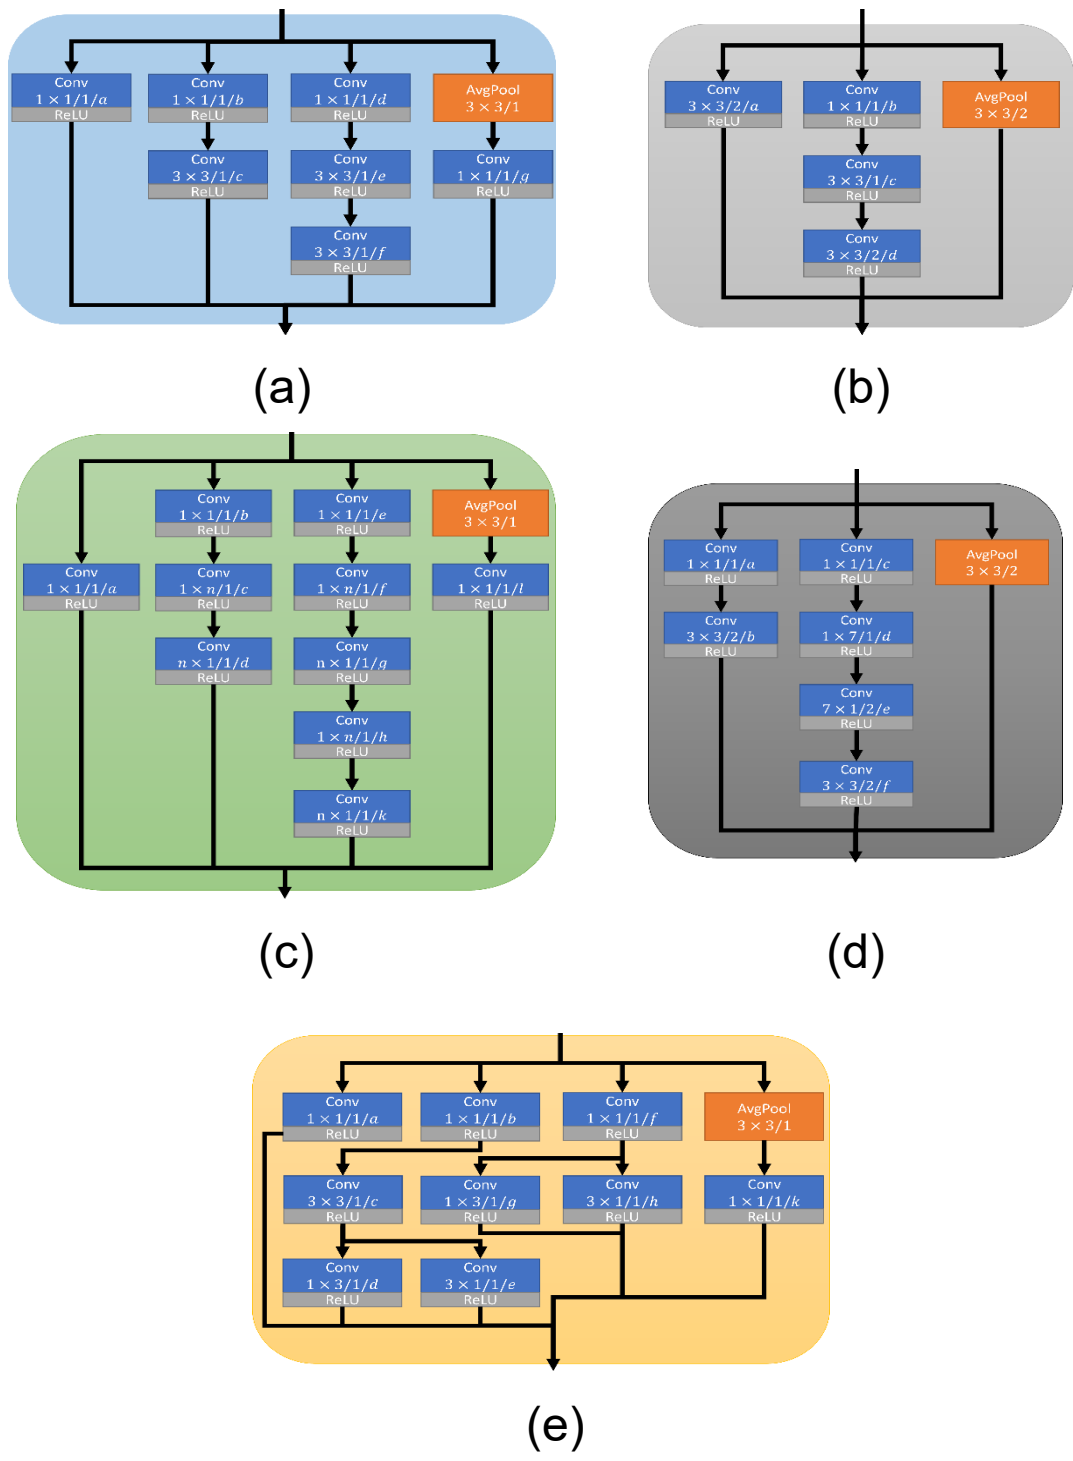 Conv
1 × 1/1/a
ReLU
Conv
1 × 1/1/b
ReLU
Conv
1 × 1/1/d
ReLU
AvgPool
3 × 3/1
Conv
3 × 3/1/c
ReLU
Conv
3 × 3/1/e
ReLU
Conv
1 × 1/1/g
ReLU
Conv
3 × 3/1/f
ReLU
(a)
Conv
3 × 3/2/a
ReLU
Conv
1 × 1/1/b
ReLU
AvgPool
3 × 3/2
Conv
3 × 3/1/c
ReLU
Conv
3 × 3/2/d
ReLU
(b)
Conv
1 × 1/1/b
ReLU
Conv
1 × 1/1/e
ReLU
AvgPool
3 × 3/1
Conv
1 × 1/1/a
ReLU
Conv
1 × n/1/c
ReLU
Conv
1 × n/1/f
ReLU
Conv
1 × 1/1/l
ReLU
Conv
n × 1/1/d
ReLU
Conv
n × 1/1/g
ReLU
Conv
1 × n/1/h
ReLU
Conv
n × 1/1/k
ReLU
(c)
Conv
1 × 1/1/a
ReLU
Conv
1 × 1/1/c
ReLU
AvgPool
3 × 3/2
Conv
3 × 3/2/b
ReLU
Conv
1 × 7/1/d
ReLU
Conv
7 × 1/2/e
ReLU
Conv
3 × 3/2/f
ReLU
(d)
Conv
1 × 1/1/a
ReLU
Conv
1 × 1/1/b
ReLU
Conv
1 × 1/1/f
ReLU
AvgPool
3 × 3/1
Conv
3 × 3/1/c
ReLU
Conv
1 × 3/1/g
ReLU
Conv
3 × 1/1/h
ReLU
Conv
1 × 1/1/k
ReLU
Conv
1 × 3/1/d
ReLU
Conv
3 × 1/1/e
ReLU
(e)